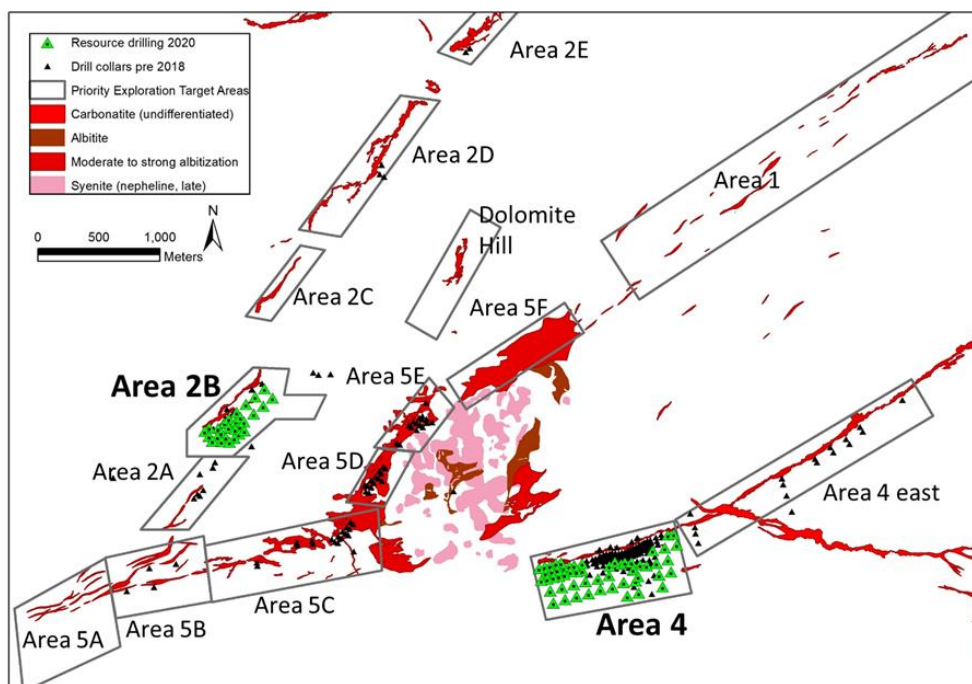 Resource drilling 2020
Drill collars pre 2018
Priority Exploration Target Areas
Carbonatite (undifferentiated)
Albitite
Moderate to strong albitization
Syenite (nepheline, late)
N
0 500 1,000
Meters
Area 2E
Area 2D
Area 1
Dolomite
Hill
Area 2C
Area 5F
Area 2B
Area 5E
Area 2A
Area 5D
Area 4 east
Area 5C
Area 5B
Area 5A
Area 4